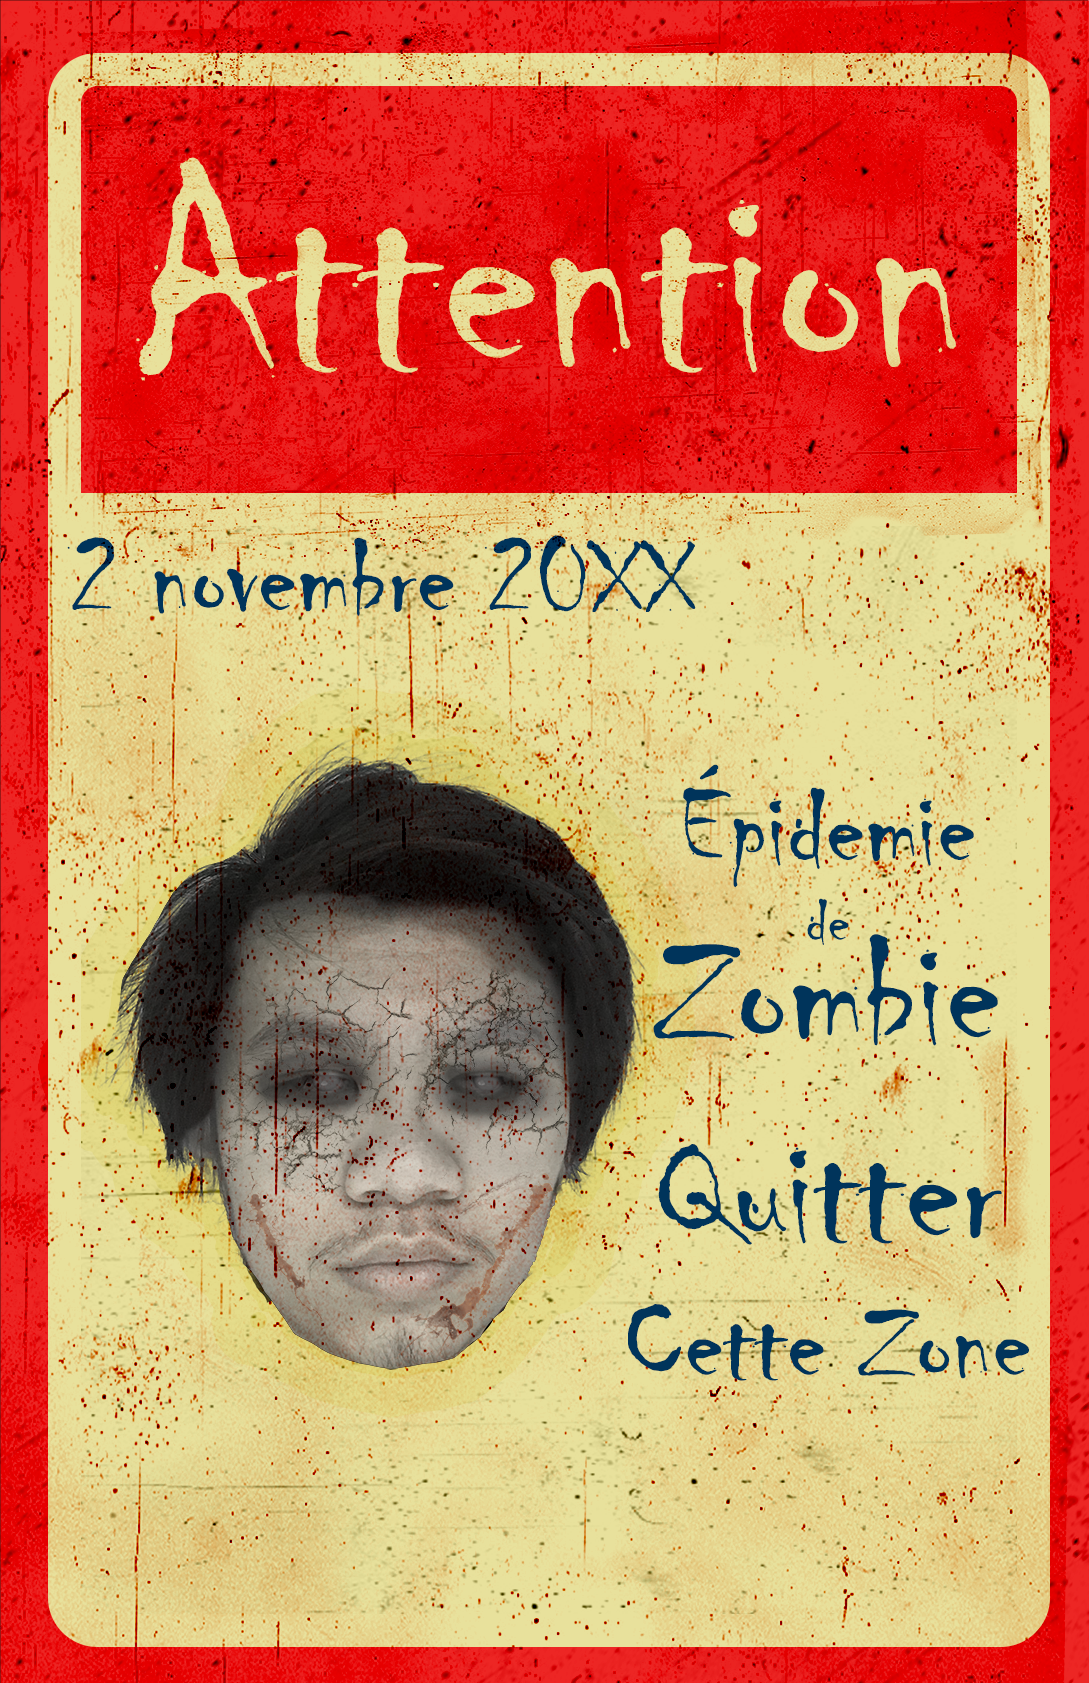 Attention
2 novembre 20XX
Épidemie
de
Zombie
Quitter
Cette Zone